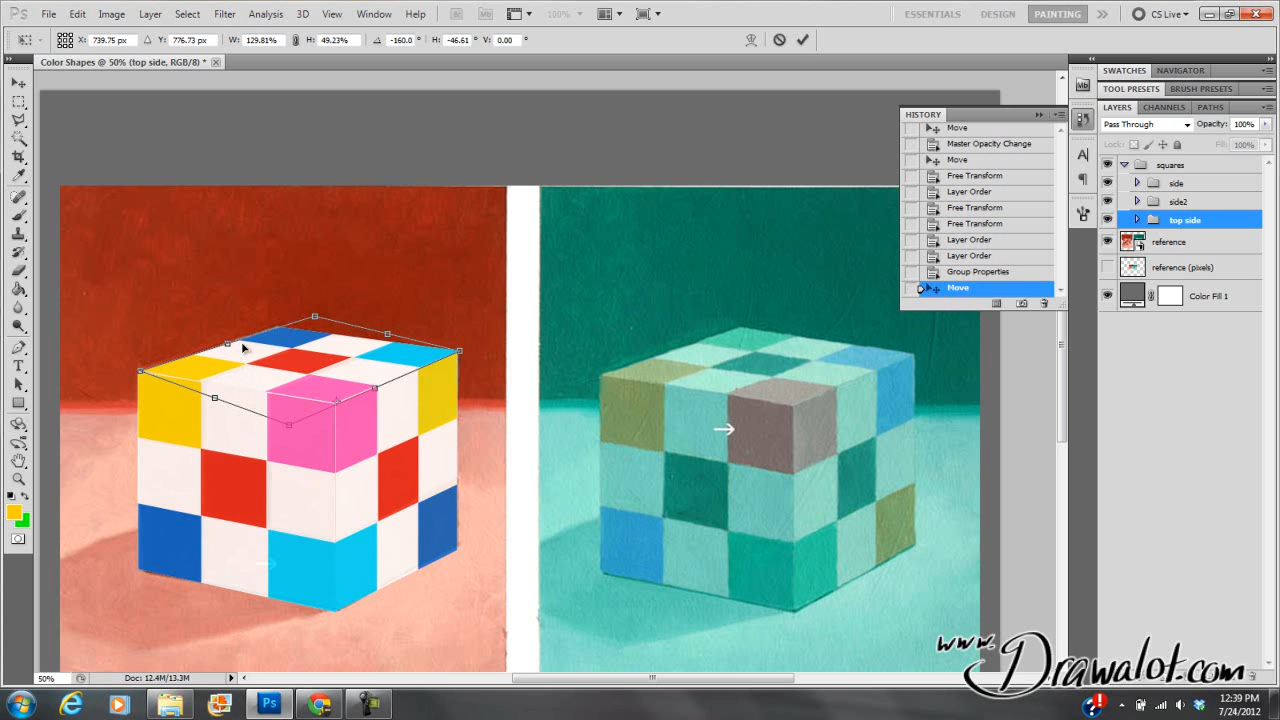 PS File Edit Image Layer Select Filter Analysis 3D View Window Help Br Mb 100% ESSENTIALS DESIGN PAINTING CS Live
X: 739.75 px Y: 776.73 px W: 129.81% H: 49.23% -160.0 H: -46.61 ° V: 0.00 °
Color Shapes @ 50% (top side, RGB/8) *
SWATCHES NAVIGATOR
TOOL PRESETS BRUSH PRESETS
LAYERS CHANNELS PATHS
Pass Through Opacity: 100%
Lock: Fill: 100%
squares
side
side2
top side
reference
reference (pixels)
Color Fill 1
HISTORY
Move
Master Opacity Change
Move
Free Transform
Layer Order
Free Transform
Free Transform
Layer Order
Layer Order
Group Properties
Move
50% Doc: 12.4M/13.3M
www.Drawalot.com
Ps
12:39 PM
7/24/2012